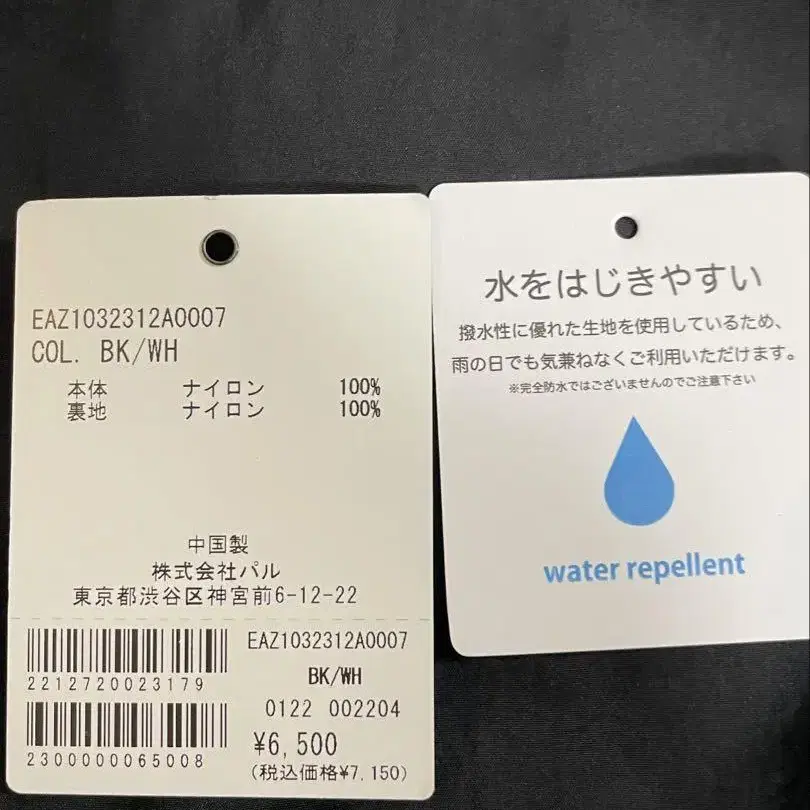 EAZ1032312A0007
COL. BK/WH
本体 ナイロン 100%
裏地 ナイロン 100%
中国製
株式会社パル
東京都渋谷区神宮前6-12-22
EAZ1032312A0007
2212720023179
BK/WH
0122 002204
2300000065008
¥6,500
(税込価格¥7,150)
水をはじきやすい
撥水性に優れた生地を使用しているため、
雨の日でも気兼ねなくご利用いただけます。
※完全防水ではございませんのでご注意下さい
water repellent